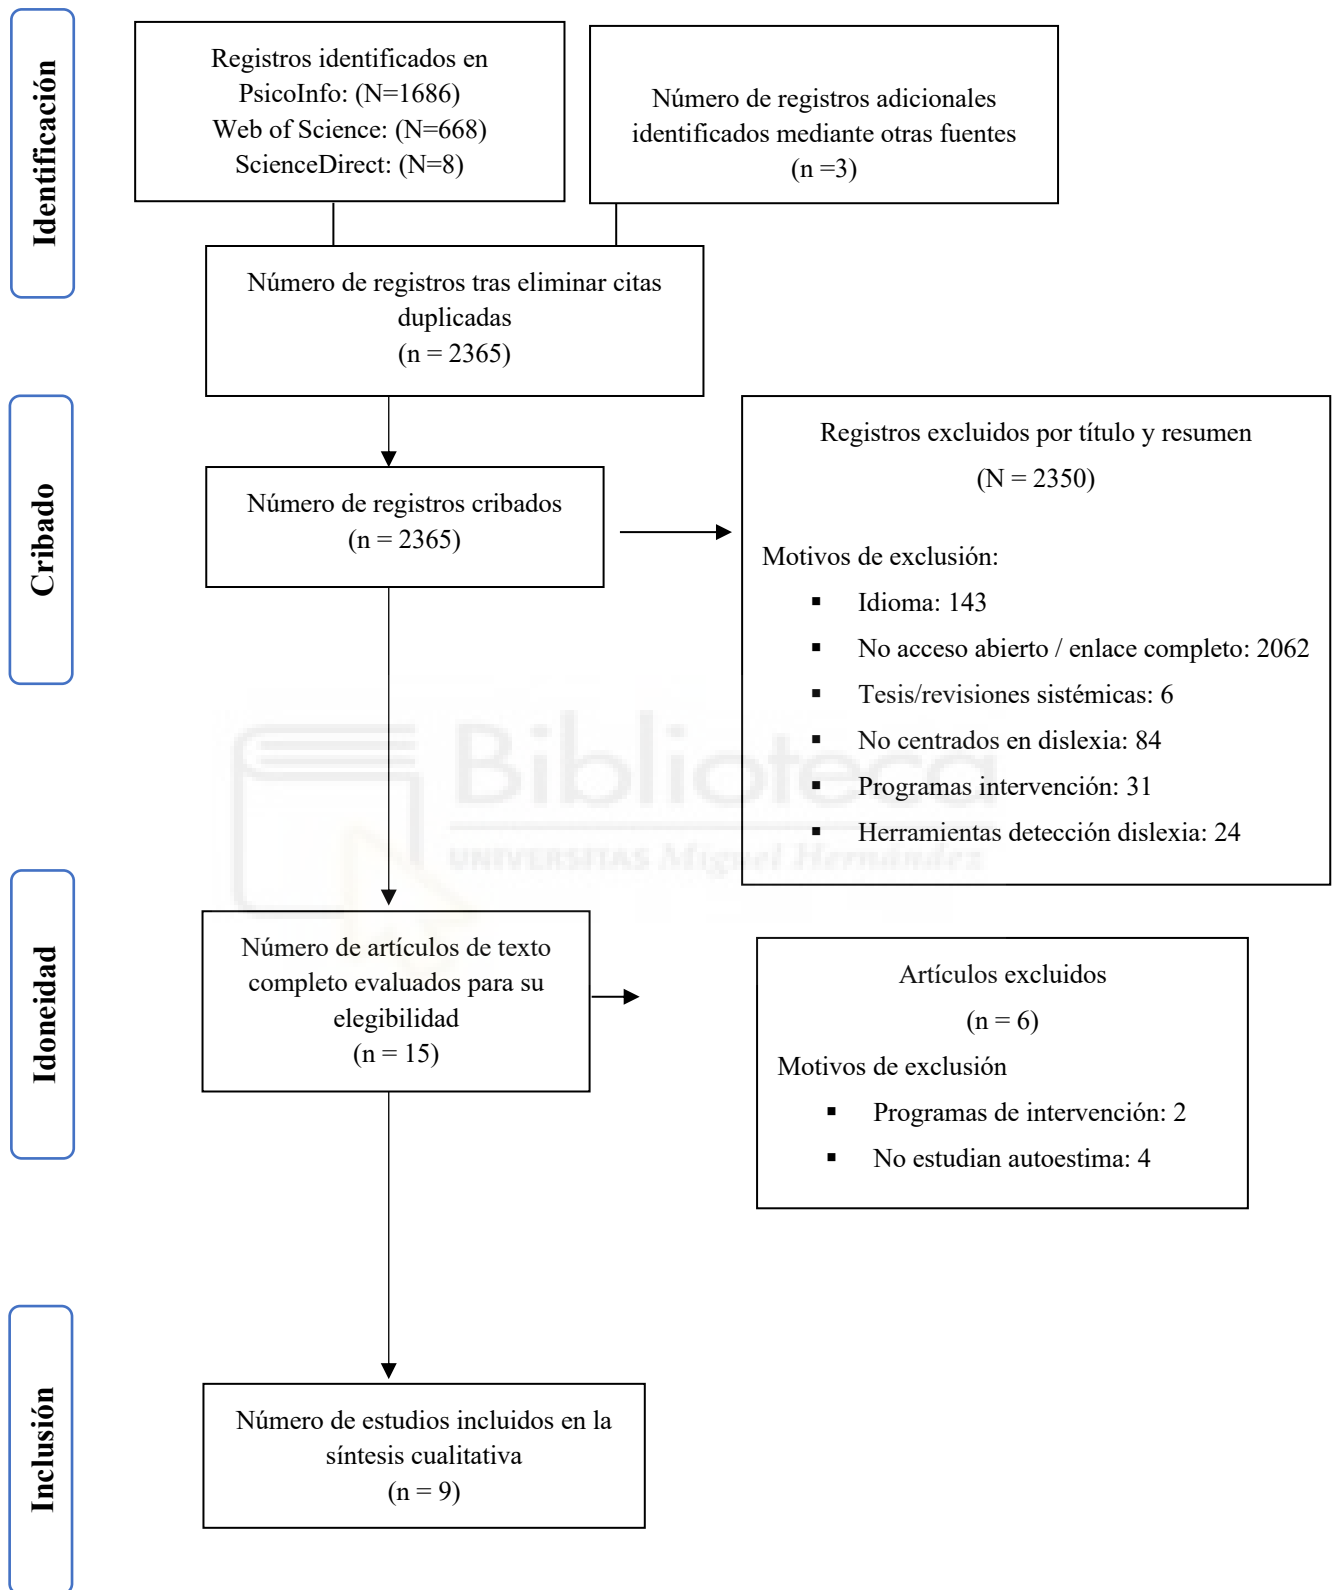 Identificación
Registros identificados en
PsicoInfo: (N=1686)
Web of Science: (N=668)
ScienceDirect: (N=8)
Número de registros adicionales
identificados mediante otras fuentes
(n =3)
Número de registros tras eliminar citas
duplicadas
(n = 2365)
Cribado
Número de registros cribados
(n = 2365)
Registros excluidos por título y resumen
(N = 2350)
Motivos de exclusión:
▪ Idioma: 143
▪ No acceso abierto / enlace completo: 2062
▪ Tesis/revisiones sistémicas: 6
▪ No centrados en dislexia: 84
▪ Programas intervención: 31
▪ Herramientas detección dislexia: 24
Biblioteca
UNIVERSITAS Miguel Hernández
Idoneidad
Número de artículos de texto
completo evaluados para su
elegibilidad
(n = 15)
Artículos excluidos
(n = 6)
Motivos de exclusión
▪ Programas de intervención: 2
▪ No estudian autoestima: 4
Inclusión
Número de estudios incluidos en la
síntesis cualitativa
(n = 9)